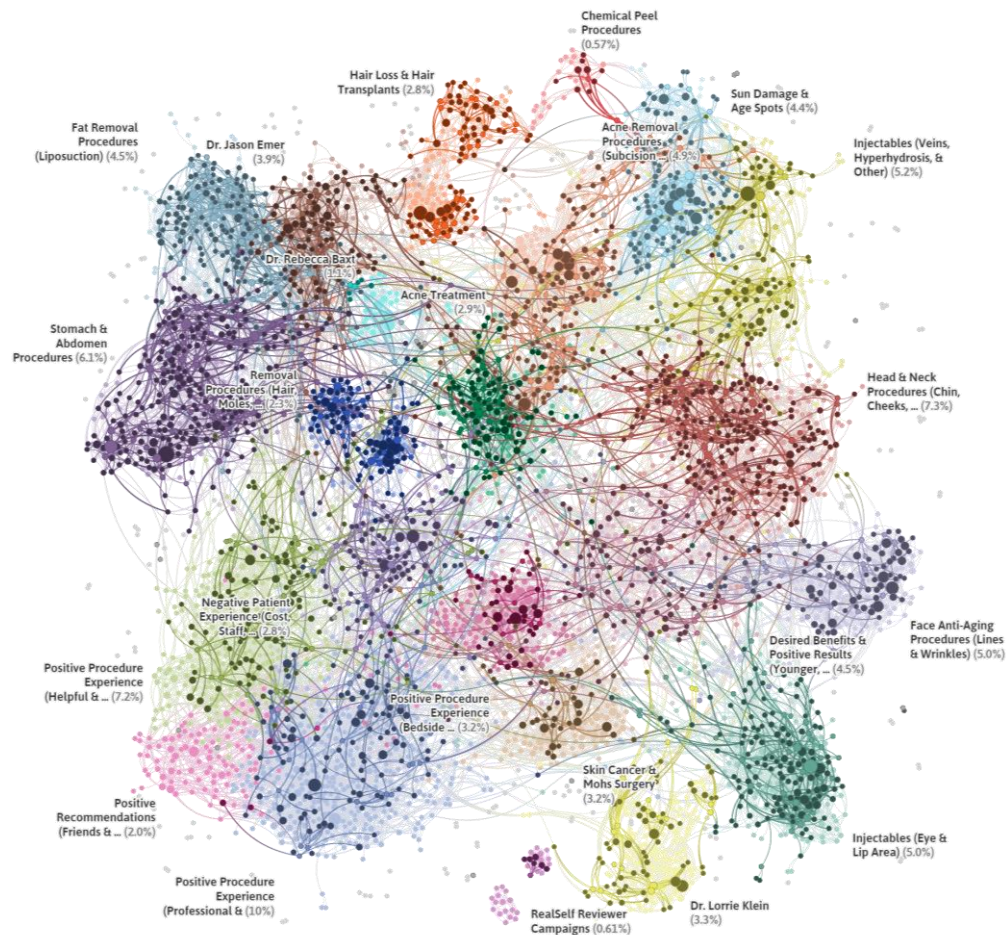 Chemical Peel
Procedures
(0.57%)
Hair Loss & Hair
Transplants (2.8%)
Sun Damage &
Age Spots (4.4%)
Fat Removal
Procedures
(Liposuction) (4.5%)
Dr. Jason Emer
(3.9%)
Acne Removal
Procedures
(Subcision ... (4.9%)
Injectables (Veins,
Hyperhydrosis, &
Other) (5.2%)
Dr. Rebecca Baxt
(1.1%)
Acne Treatment
(2.9%)
Stomach &
Abdomen
Procedures (6.1%)
Removal
Procedures (Hair,
Moles, ... (2.3%)
Head & Neck
Procedures (Chin,
Cheeks, ... (7.3%)
Negative Patient
Experience (Cost,
Staff, ... (2.8%)
Desired Benefits &
Positive Results
(Younger, ... (4.5%)
Face Anti-Aging
Procedures (Lines
& Wrinkles) (5.0%)
Positive Procedure
Experience
(Helpful & ... (7.2%)
Positive Procedure
Experience
(Bedside ... (3.2%)
Skin Cancer &
Mohs Surgery
(3.2%)
Positive
Recommendations
(Friends & ... (2.0%)
Injectables (Eye &
Lip Area) (5.0%)
Positive Procedure
Experience
(Professional & (10%)
RealSelf Reviewer
Campaigns (0.61%)
Dr. Lorrie Klein
(3.3%)